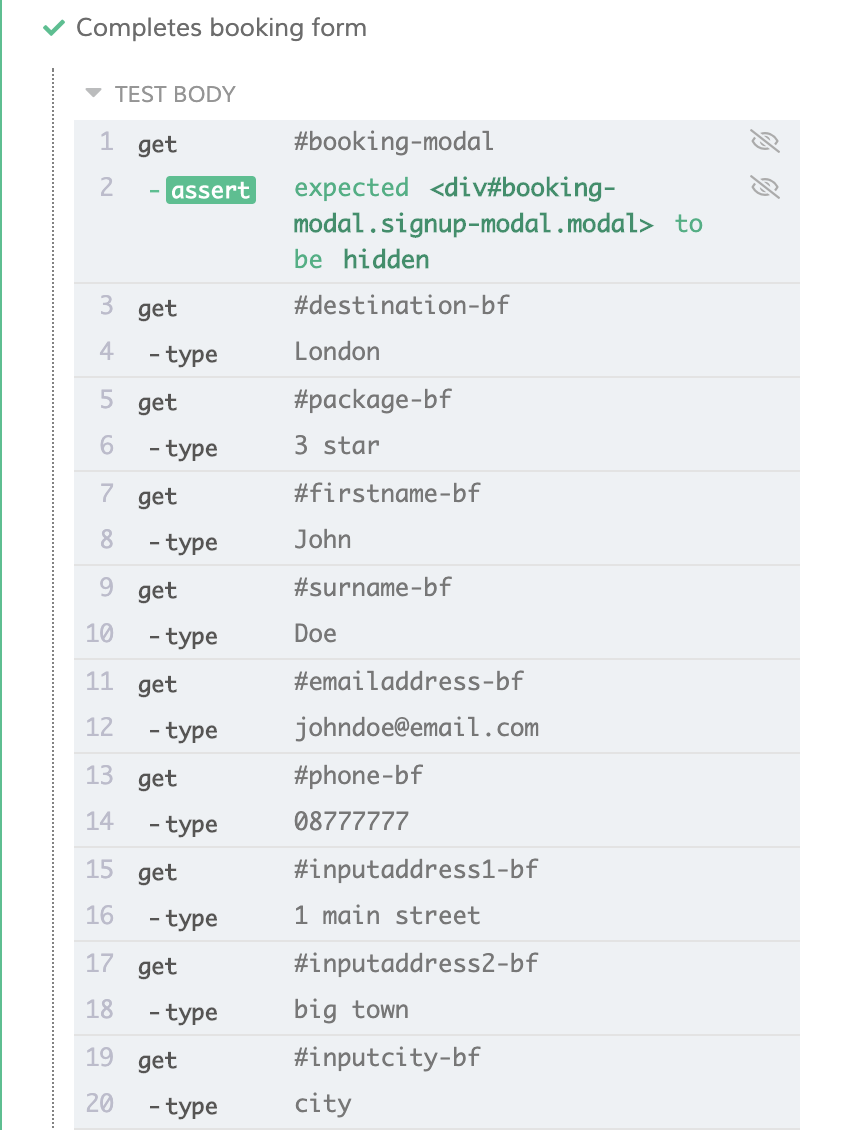 Completes booking form
TEST BODY
1 get #booking-modal
2 -assert expected <div#booking-
modal.signup-modal.modal> to
be hidden
3 get #destination-bf
4 -type London
5 get #package-bf
6 -type 3 star
7 get #firstname-bf
8 -type John
9 get #surname-bf
10 -type Doe
11 get #emailaddress-bf
12 -type johndoe@email.com
13 get #phone-bf
14 -type 08777777
15 get #inputaddress1-bf
16 -type 1 main street
17 get #inputaddress2-bf
18 -type big town
19 get #inputcity-bf
20 -type city